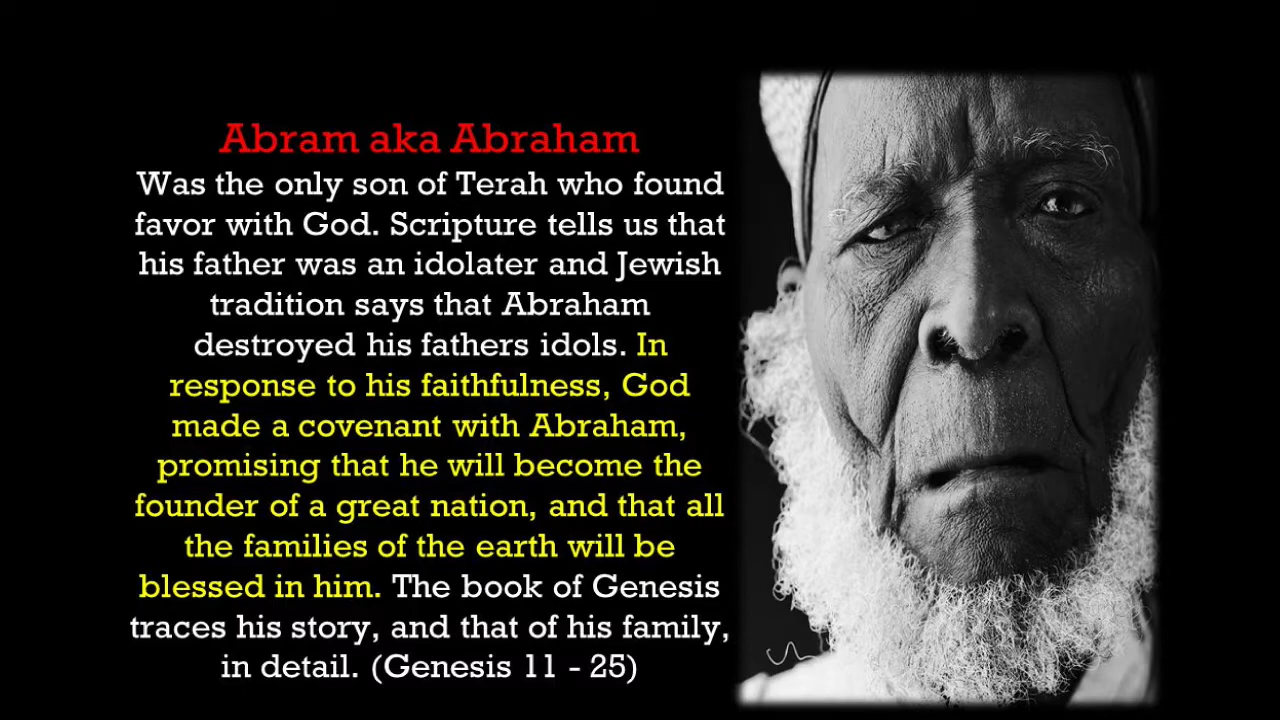 Abram aka Abraham
Was the only son of Terah who found
favor with God. Scripture tells us that
his father was an idolater and Jewish
tradition says that Abraham
destroyed his fathers idols. In
response to his faithfulness, God
made a covenant with Abraham,
promising that he will become the
founder of a great nation, and that all
the families of the earth will be
blessed in him. The book of Genesis
traces his story, and that of his family,
in detail. (Genesis 11 - 25)